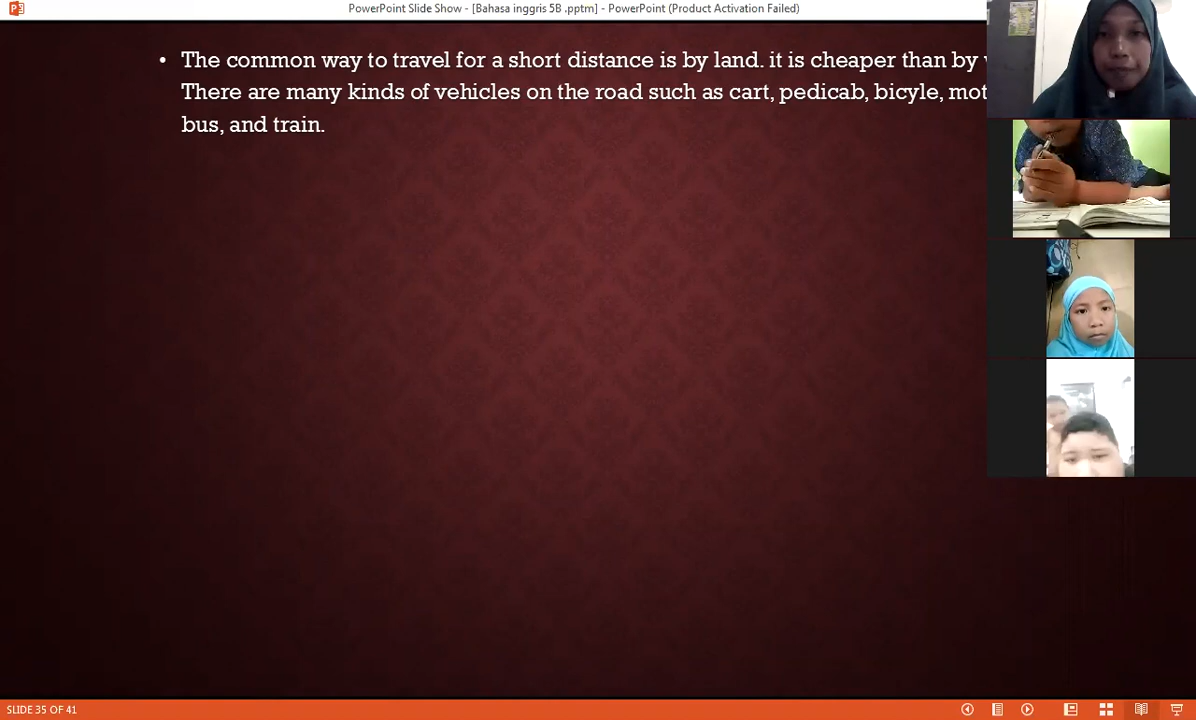 PowerPoint Slide Show - [Bahasa inggris 5B .pptm] - PowerPoint (Product Activation Failed)
• The common way to travel for a short distance is by land. it is cheaper than by
There are many kinds of vehicles on the road such as cart, pedicab, bicyle, mot
bus, and train.
SLIDE 35 OF 41